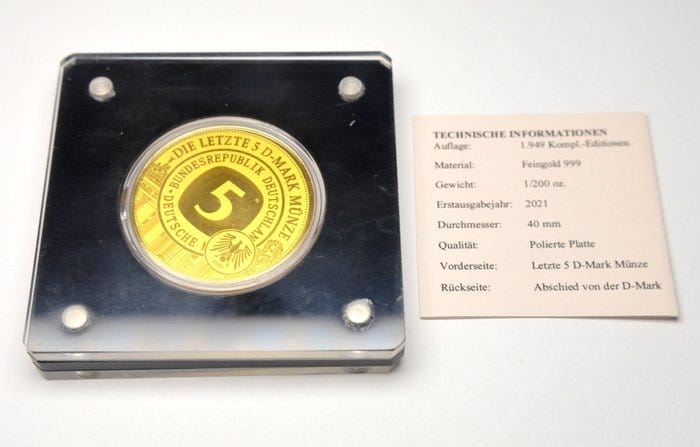 DIE LETZTE 5 D-MARK MÜNZE
BUNDESREPUBLIK DEUTSCHLAN
DEUTSCHE
5
TECHNISCHE INFORMATIONEN
Auflage: 1.949 Kompl.-Editionen
Material: Feingold 999
Gewicht: 1/200 oz.
Erstausgabejahr: 2021
Durchmesser: 40 mm
Qualität: Polierte Platte
Vorderseite: Letzte 5 D-Mark Münze
Rückseite: Abschied von der D-Mark